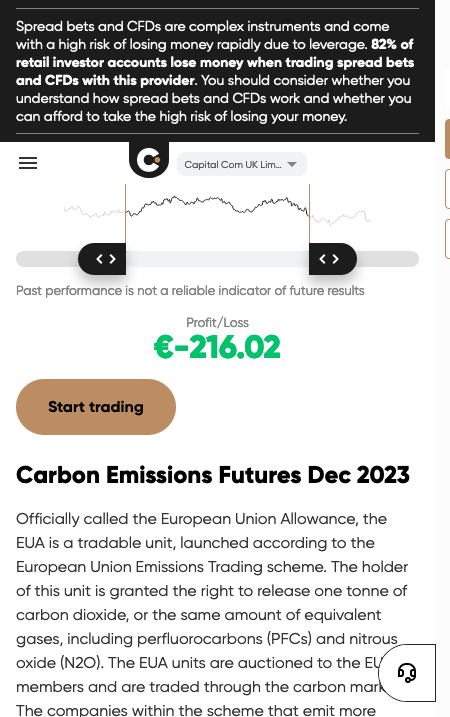 Spread bets and CFDs are complex instruments and come
with a high risk of losing money rapidly due to leverage. 82% of
retail investor accounts lose money when trading spread bets
and CFDs with this provider. You should consider whether you
understand how spread bets and CFDs work and whether you
can afford to take the high risk of losing your money.
Capital Com UK Lim...
Past performance is not a reliable indicator of future results
Profit/Loss
€-216.02
Start trading
Carbon Emissions Futures Dec 2023
Officially called the European Union Allowance, the
EUA is a tradable unit, launched according to the
European Union Emissions Trading scheme. The holder
of this unit is granted the right to release one tonne of
carbon dioxide, or the same amount of equivalent
gases, including perfluorocarbons (PFCs) and nitrous
oxide (N2O). The EUA units are auctioned to the EU
members and are traded through the carbon mark
The companies within the scheme that emit more